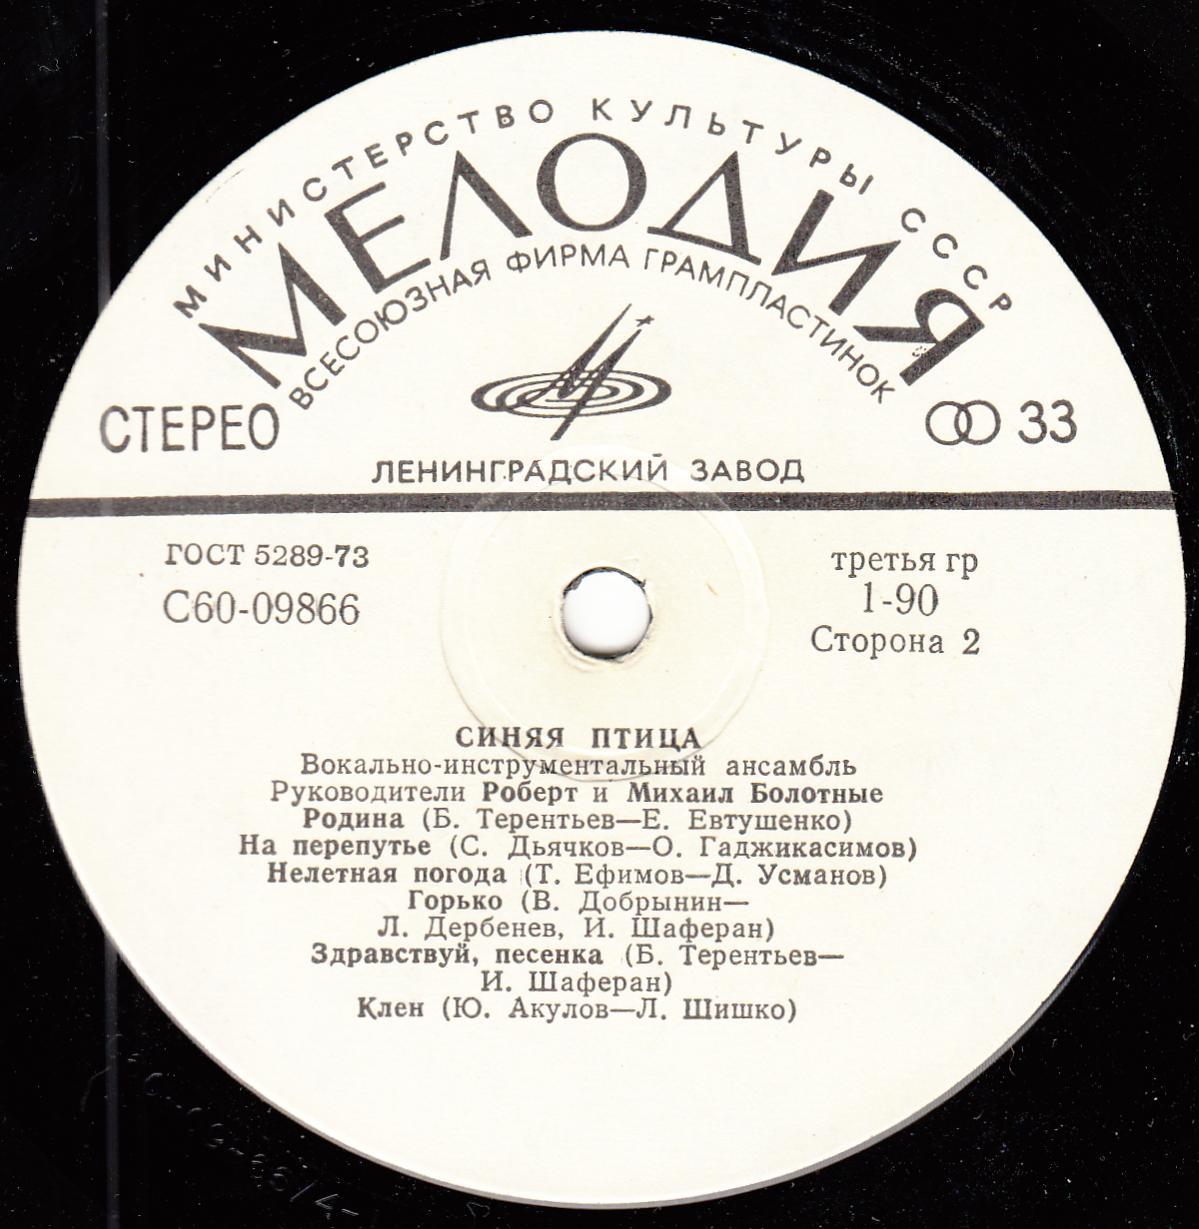 МИНИСТЕРСТВО КУЛЬТУРЫ СССР
МЕЛОДИЯ
ВСЕСОЮЗНАЯ ФИРМА ГРАМПЛАСТИНОК
СТЕРЕО
33
ЛЕНИНГРАДСКИЙ ЗАВОД
ГОСТ 5289-73
С60-09866
третья гр
1-90
Сторона 2
СИНЯЯ ПТИЦА
Вокально-инструментальный ансамбль
Руководители Роберт и Михаил Болотные
Родина (Б. Терентьев—Е. Евтушенко)
На перепутье (С. Дьячков—О. Гаджикасимов)
Нелетная погода (Т. Ефимов—Д. Усманов)
Горько (В. Добрынин—
Л. Дербенев, И. Шаферан)
Здравствуй, песенка (Б. Терентьев—
И. Шаферан)
Клен (Ю. Акулов—Л. Шишко)